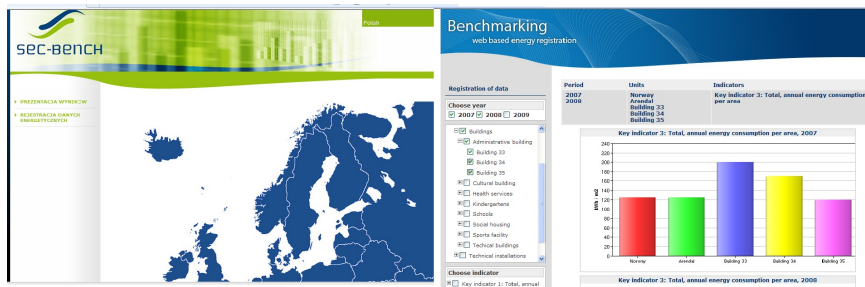 SEC-BENCH
Polish
PREZENTACJA WYNIKÓW
REJESTRACJA DANYCH
ENERGETYCZNYCH
Benchmarking
web based energy registration
Registration of data
Choose year
2007 2008 2009
Buildings
Administrative building
Building 33
Building 34
Building 35
Cultural building
Health services
Kindergartens
Schools
Social housing
Sports facility
Techical buildings
Technical installations
Choose indicator
Key indicator 1: Total, annual
Period Units Indicators
2007 Norway Key indicator 3: Total, annual energy consumption
2008 Arendal per area
Building 33
Building 34
Building 35
Key indicator 3: Total, annual energy consumption per area, 2007
240
220
200
180
160
140
120
100
80
60
40
20
0
kWh / m2
Norway Arendal Building 33 Building 34 Building 35
Key indicator 3: Total, annual energy consumption per area, 2008